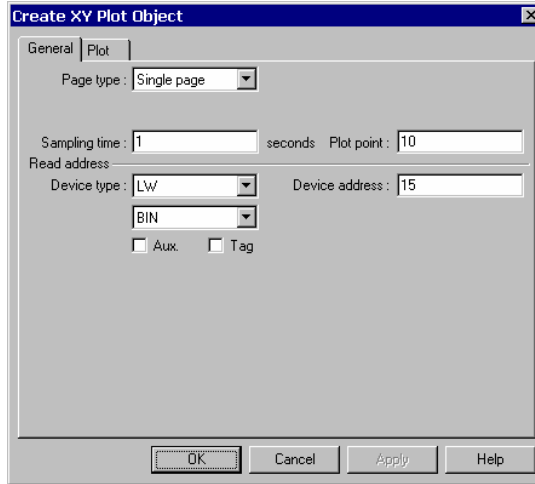 Create XY Plot Object
General Plot
Page type : Single page
Sampling time : 1 seconds Plot point : 10
Read address
Device type : LW Device address : 15
BIN
Aux. Tag
OK Cancel Apply Help